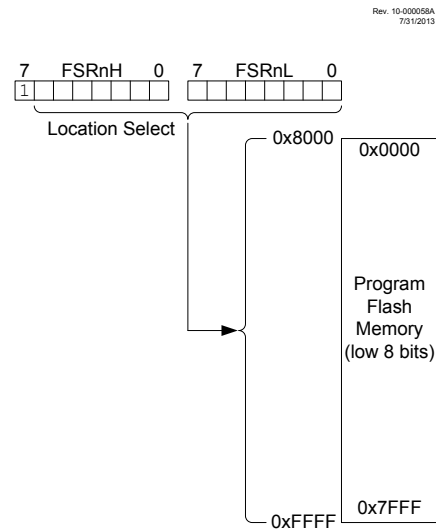 Rev. 10-000058A
7/31/2013
7 FSRnH 0 7 FSRnL 0
1
Location Select
0x8000
0x0000
Program
Flash
Memory
(low 8 bits)
0x7FFF
0xFFFF